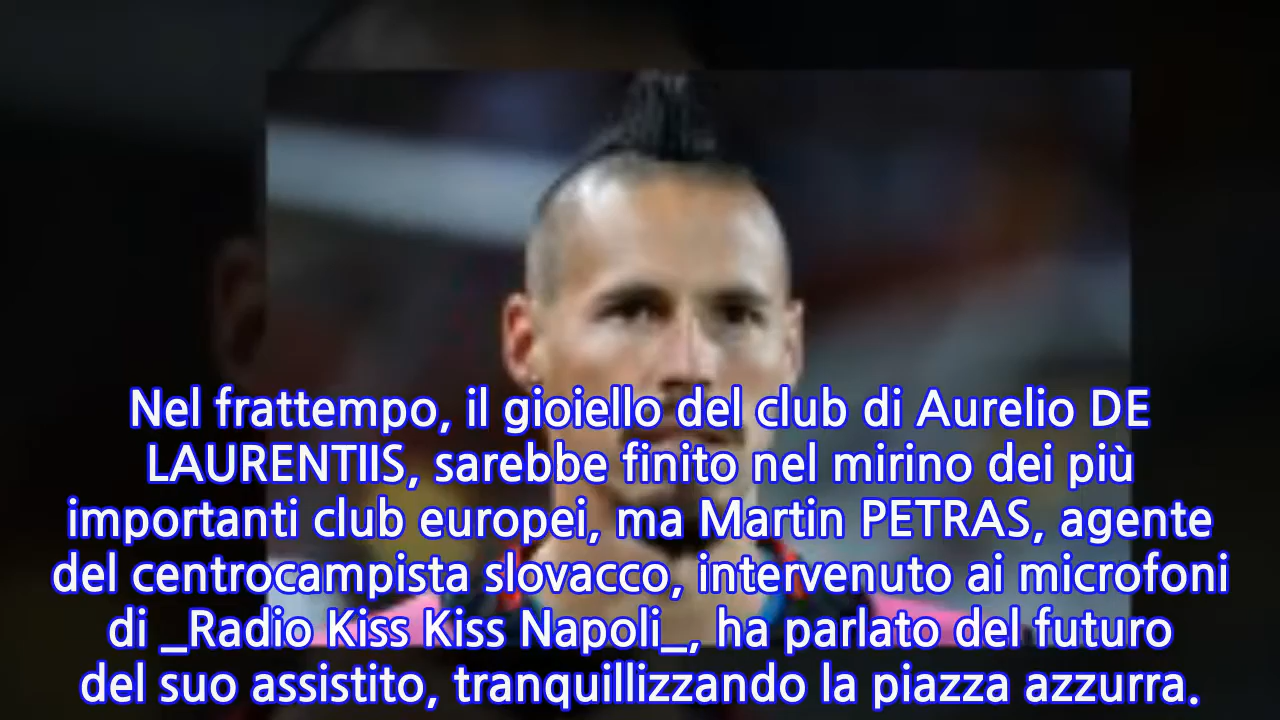 Nel frattempo, il gioiello del club di Aurelio DE
LAURENTIIS, sarebbe finito nel mirino dei più
importanti club europei, ma Martin PETRAS, agente
del centrocampista slovacco, intervenuto ai microfoni
di _Radio Kiss Kiss Napoli_, ha parlato del futuro
del suo assistito, tranquillizzando la piazza azzurra.